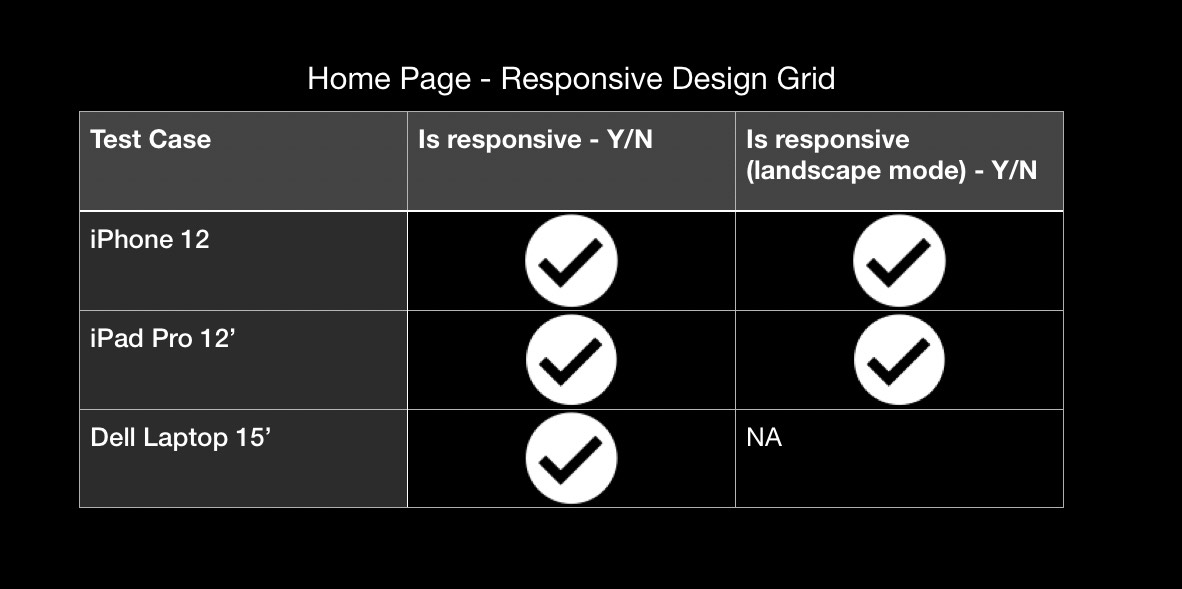 Home Page - Responsive Design Grid
Test Case
Is responsive - Y/N
Is responsive
(landscape mode) - Y/N
iPhone 12
iPad Pro 12’
Dell Laptop 15’
NA